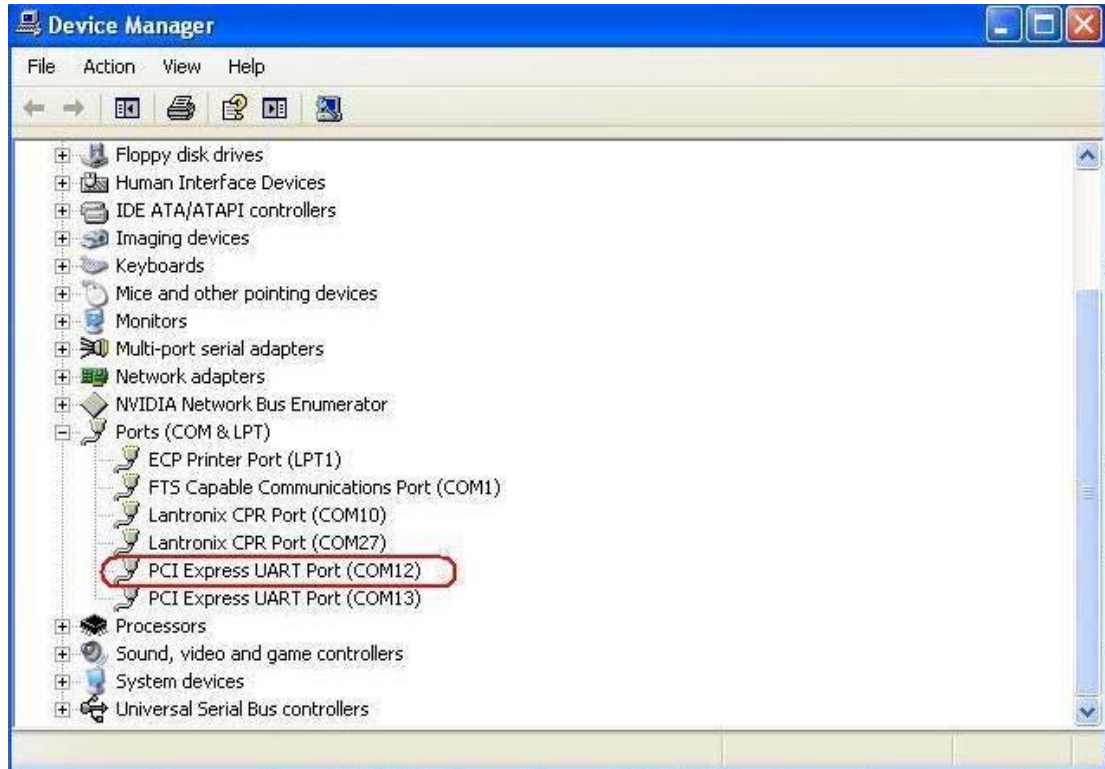 Device Manager
File Action View Help
Floppy disk drives
Human Interface Devices
IDE ATA/ATAPI controllers
Imaging devices
Keyboards
Mice and other pointing devices
Monitors
Multi-port serial adapters
Network adapters
NVIDIA Network Bus Enumerator
Ports (COM & LPT)
ECP Printer Port (LPT1)
FTS Capable Communications Port (COM1)
Lantronix CPR Port (COM10)
Lantronix CPR Port (COM27)
PCI Express UART Port (COM12)
PCI Express UART Port (COM13)
Processors
Sound, video and game controllers
System devices
Universal Serial Bus controllers